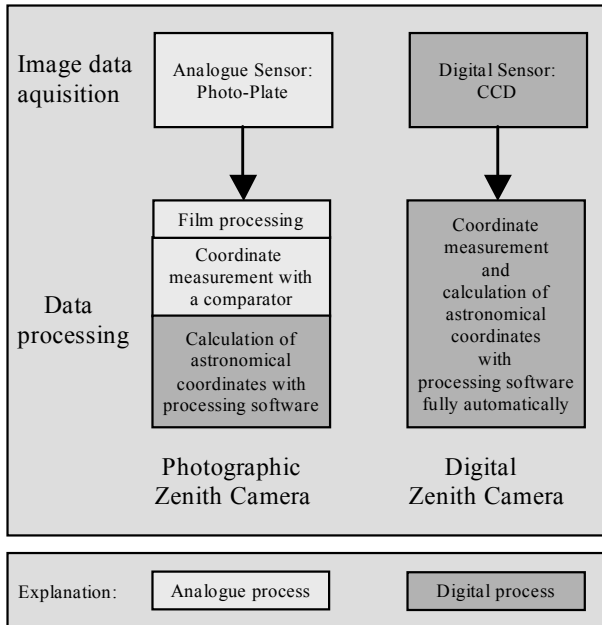 Image data
aquisition
Analogue Sensor:
Photo-Plate
Digital Sensor:
CCD
Data
processing
Film processing
Coordinate
measurement with
a comparator
Calculation of
astronomical
coordinates with
processing software
Coordinate
measurement
and
calculation of
astronomical
coordinates
with
processing software
fully automatically
Photographic
Zenith Camera
Digital
Zenith Camera
Explanation:
Analogue process
Digital process